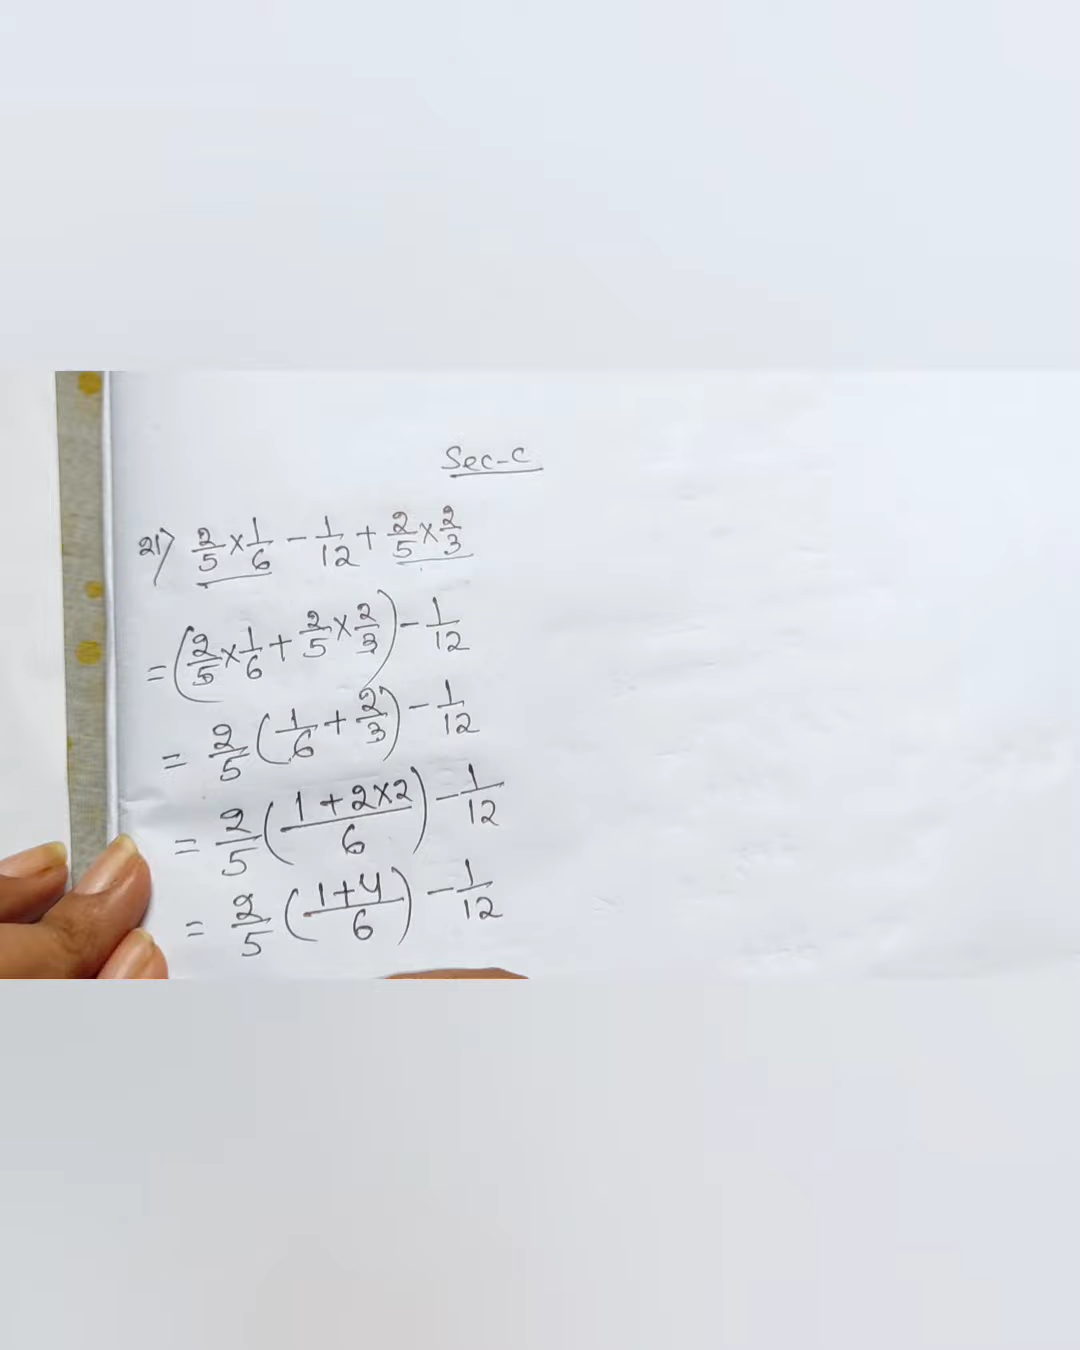 Sec-C
21) 2/5 × 1/6 - 1/12 + 2/5 × 2/3
= (2/5 × 1/6 + 2/5 × 2/3) - 1/12
= 2/5 (1/6 + 2/3) - 1/12
= 2/5 ((1+2×2)/6) - 1/12
= 2/5 ((1+4)/6) - 1/12